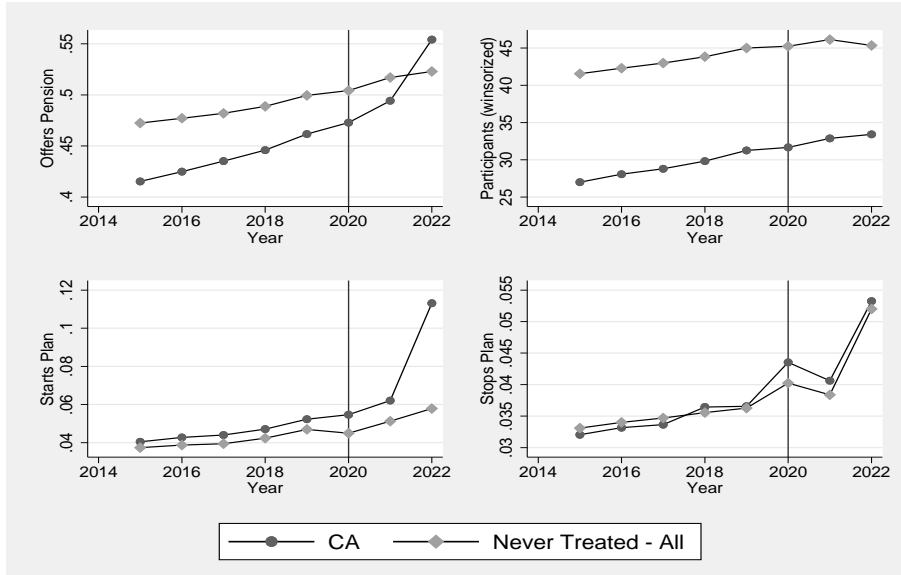 Offers Pension
.55
.5
.45
.4
2014 2016 2018 2020 2022
Year
Participants (winsorized)
45
40
35
30
25
2014 2016 2018 2020 2022
Year
Starts Plan
.12
.1
.08
.06
.04
2014 2016 2018 2020 2022
Year
Stops Plan
.055
.05
.045
.04
.035
.03
2014 2016 2018 2020 2022
Year
CA Never Treated - All